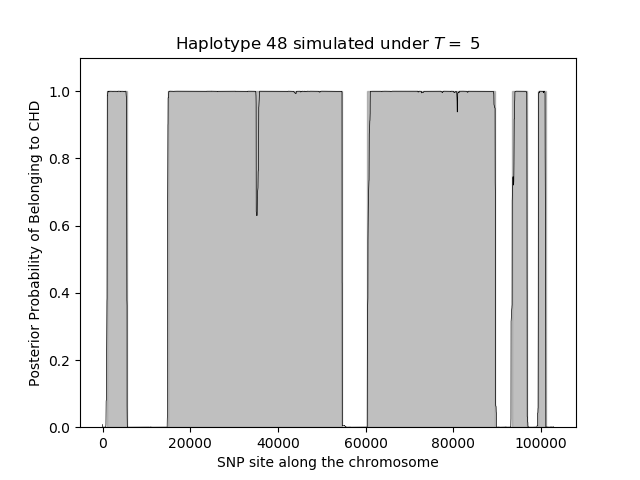 Haplotype 48 simulated under T = 5
Posterior Probability of Belonging to CHD
1.0
0.8
0.6
0.4
0.2
0.0
0 20000 40000 60000 80000 100000
SNP site along the chromosome